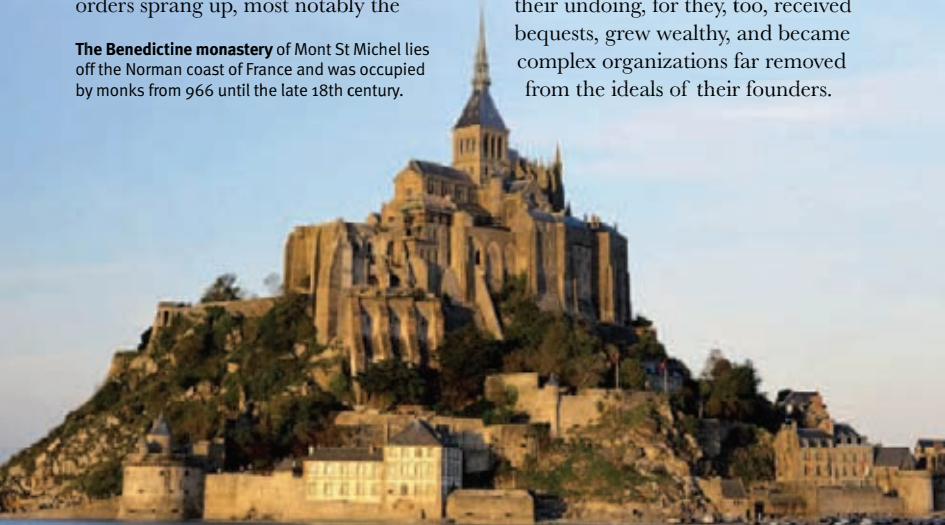 orders sprang up, most notably the
The Benedictine monastery of Mont St Michel lies
off the Norman coast of France and was occupied
by monks from 966 until the late 18th century.
their undoing, for they, too, received
bequests, grew wealthy, and became
complex organizations far removed
from the ideals of their founders.